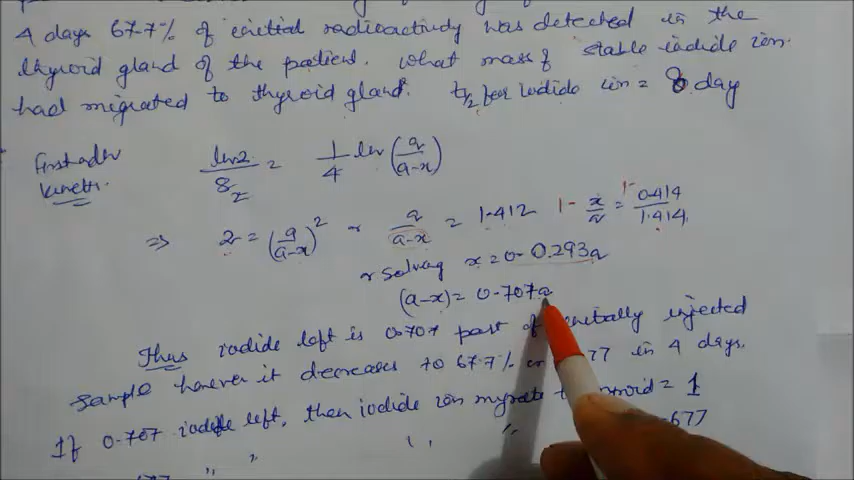 4 days 67.7% of initial radioactivity was detected in the
thyroid gland of the patient. What mass of stable iodide ion
had migrated to thyroid gland. t1/2 for iodide ion = 8 day
First order kinetics. ln2/8 = 1/4 ln (a/(a-x))
⇒ 2 = (a/(a-x))² or a/(a-x) = 1.412 1- x/a = 0.414/1.414
or solving x = 0.293a
(a-x) = 0.707a
Thus iodide left is 0.707 part of initially injected
sample however it decreases to 67.7% 77 in 4 days.
If 0.707 iodide left, then iodide ion migrate = 1
677
677 " "